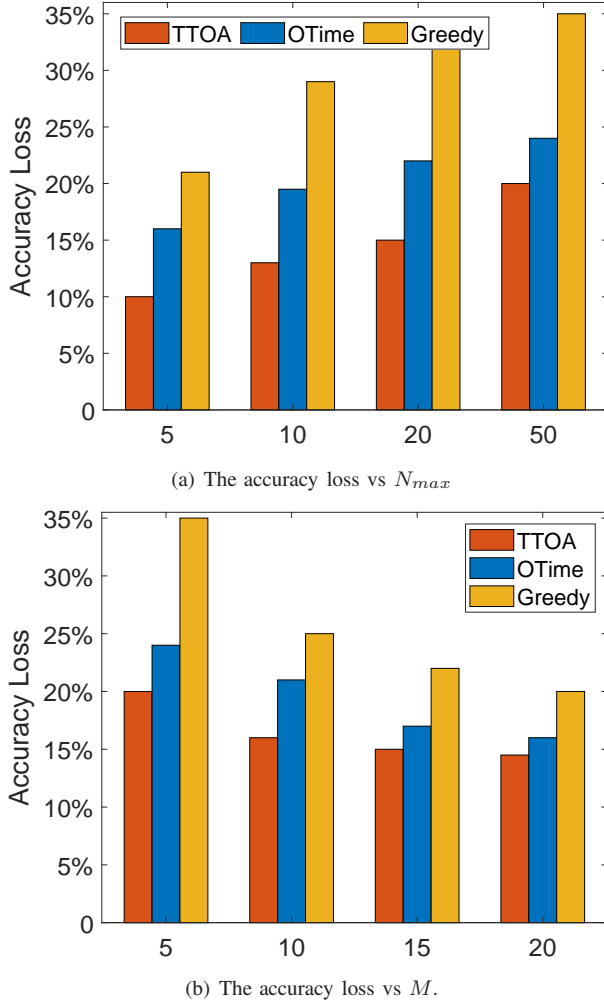 35%
TTOA OTime Greedy
30%
25%
20%
15%
10%
5%
0
Accuracy Loss
5 10 20 50
(a) The accuracy loss vs N_{max}
35%
TTOA
OTime
Greedy
30%
25%
20%
15%
10%
5%
0
Accuracy Loss
5 10 15 20
(b) The accuracy loss vs M.